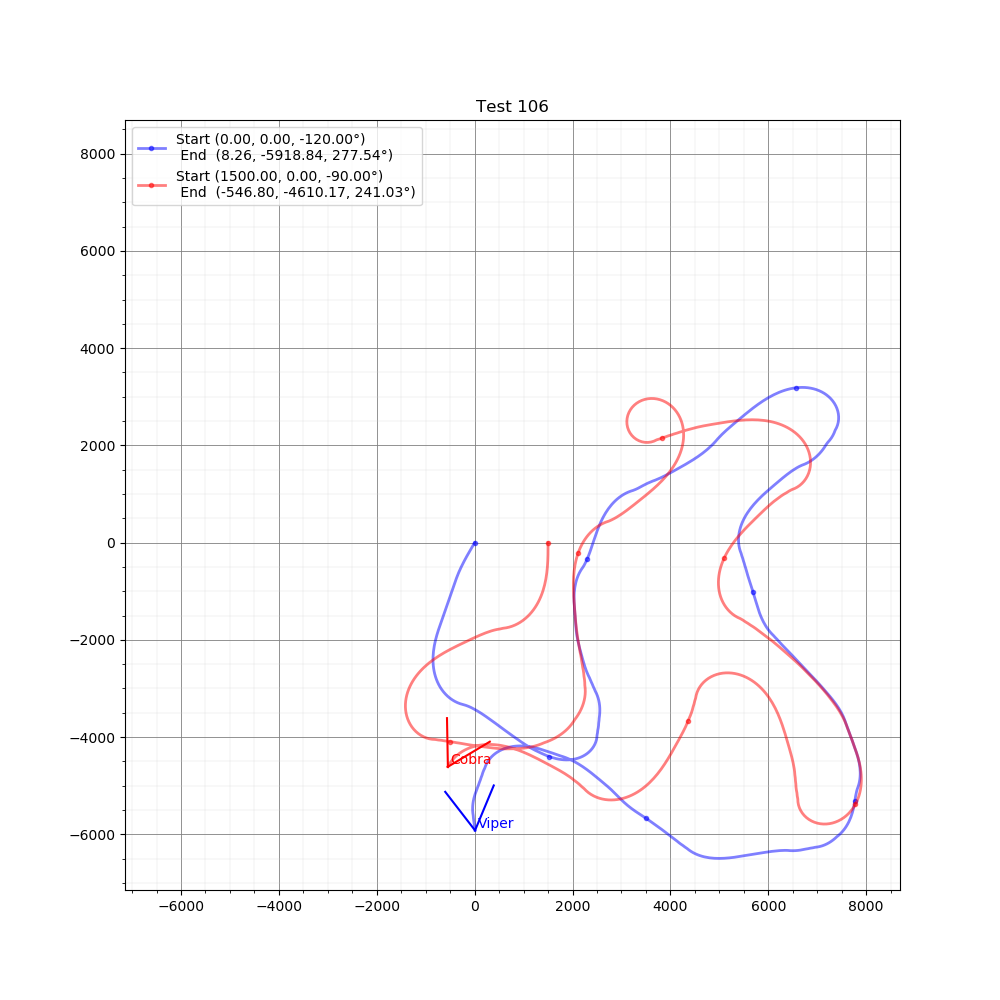 Test 106
Start (0.00, 0.00, -120.00°)
End (8.26, -5918.84, 277.54°)
Start (1500.00, 0.00, -90.00°)
End (-546.80, -4610.17, 241.03°)
8000
6000
4000
2000
0
−2000
−4000
−6000
Cobra
Viper
−6000 −4000 −2000 0 2000 4000 6000 8000